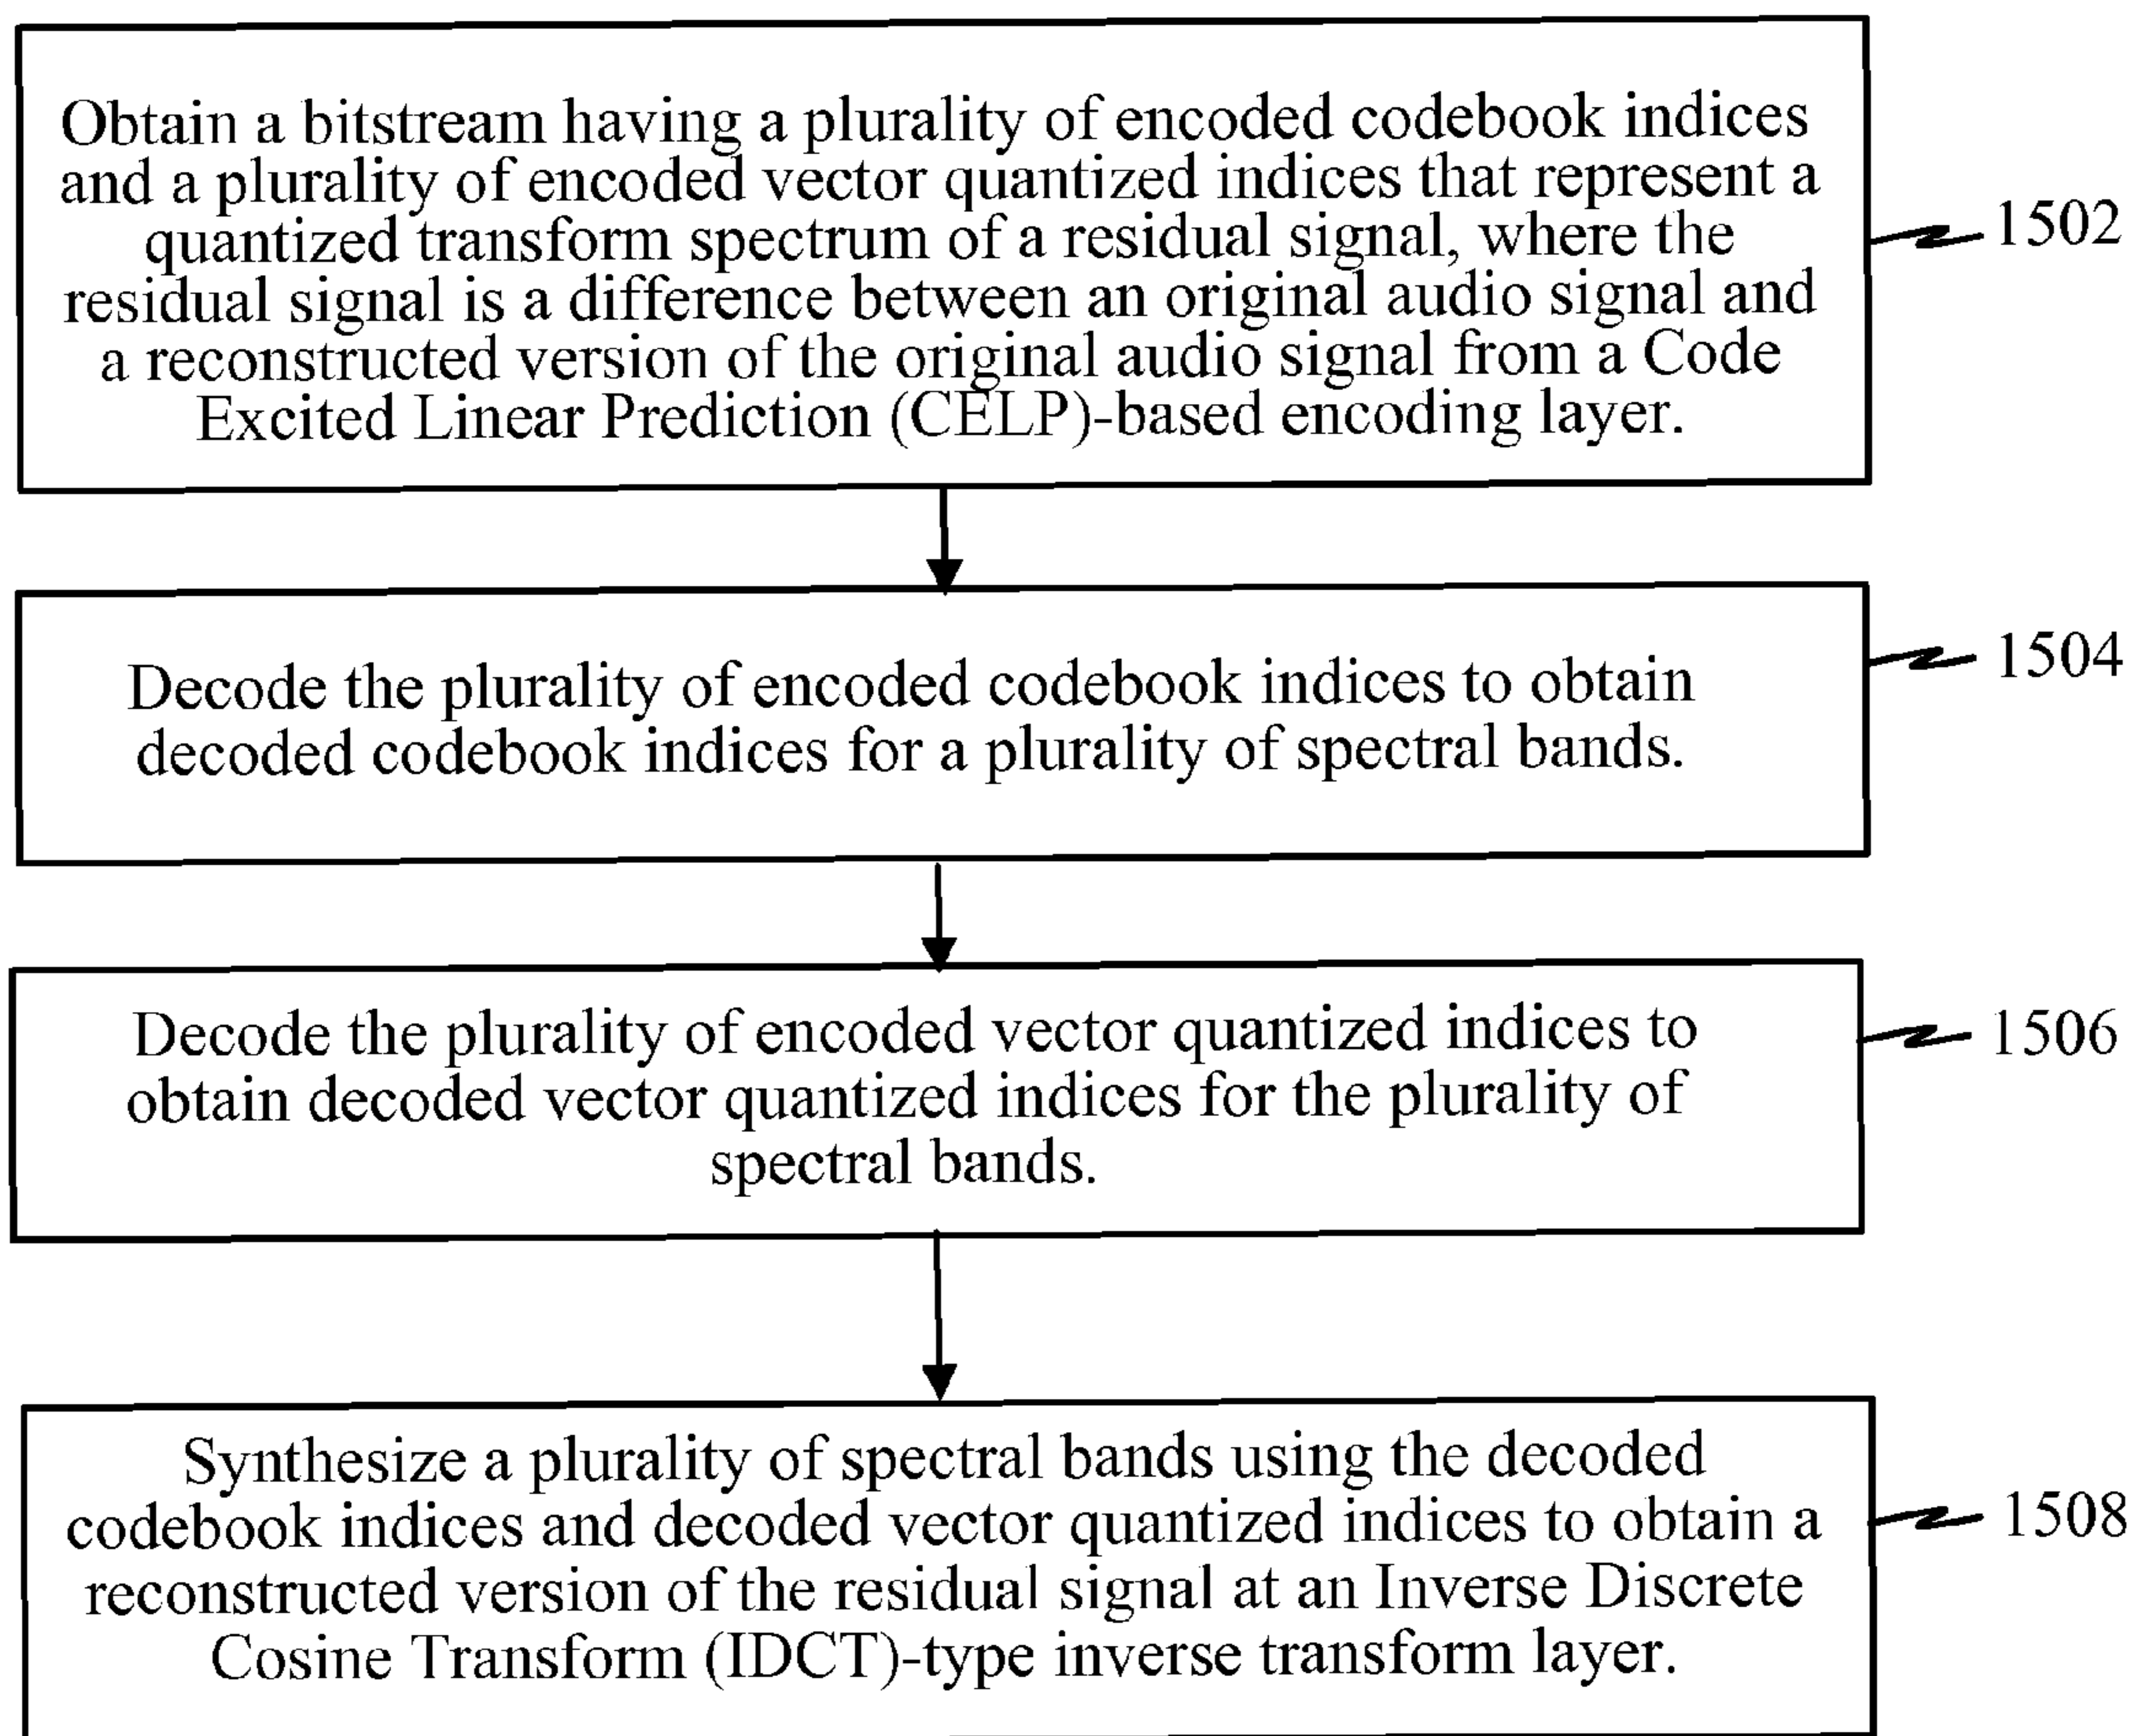 Obtain a bitstream having a plurality of encoded codebook indices
and a plurality of encoded vector quantized indices that represent a
quantized transform spectrum of a residual signal, where the
residual signal is a difference between an original audio signal and
a reconstructed version of the original audio signal from a Code
Excited Linear Prediction (CELP)-based encoding layer.
1502
Decode the plurality of encoded codebook indices to obtain
decoded codebook indices for a plurality of spectral bands.
1504
Decode the plurality of encoded vector quantized indices to
obtain decoded vector quantized indices for the plurality of
spectral bands.
1506
Synthesize a plurality of spectral bands using the decoded
codebook indices and decoded vector quantized indices to obtain a
reconstructed version of the residual signal at an Inverse Discrete
Cosine Transform (IDCT)-type inverse transform layer.
1508